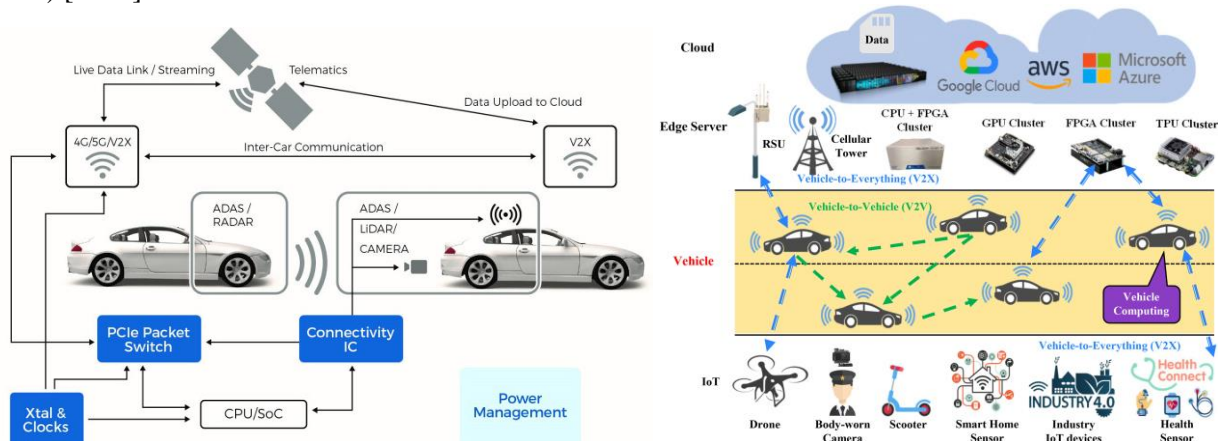 Live Data Link / Streaming
Telematics
Data Upload to Cloud
4G/5G/V2X
Inter-Car Communication
V2X
ADAS /
RADAR
ADAS /
LiDAR/
CAMERA
PCIe Packet
Switch
Connectivity
IC
Xtal &
Clocks
CPU/SoC
Power
Management
Cloud
Data
Google Cloud
aws
Microsoft
Azure
Edge Server
RSU
Cellular
Tower
CPU + FPGA
Cluster
GPU Cluster
FPGA Cluster
TPU Cluster
Vehicle-to-Everything (V2X)
Vehicle-to-Vehicle (V2V)
Vehicle
Vehicle
Computing
Vehicle-to-Everything (V2X)
IoT
Drone
Body-worn
Camera
Scooter
Smart Home
Sensor
INDUSTRY 4.0
Industry
IoT devices
Health
Connect
Health
Sensor